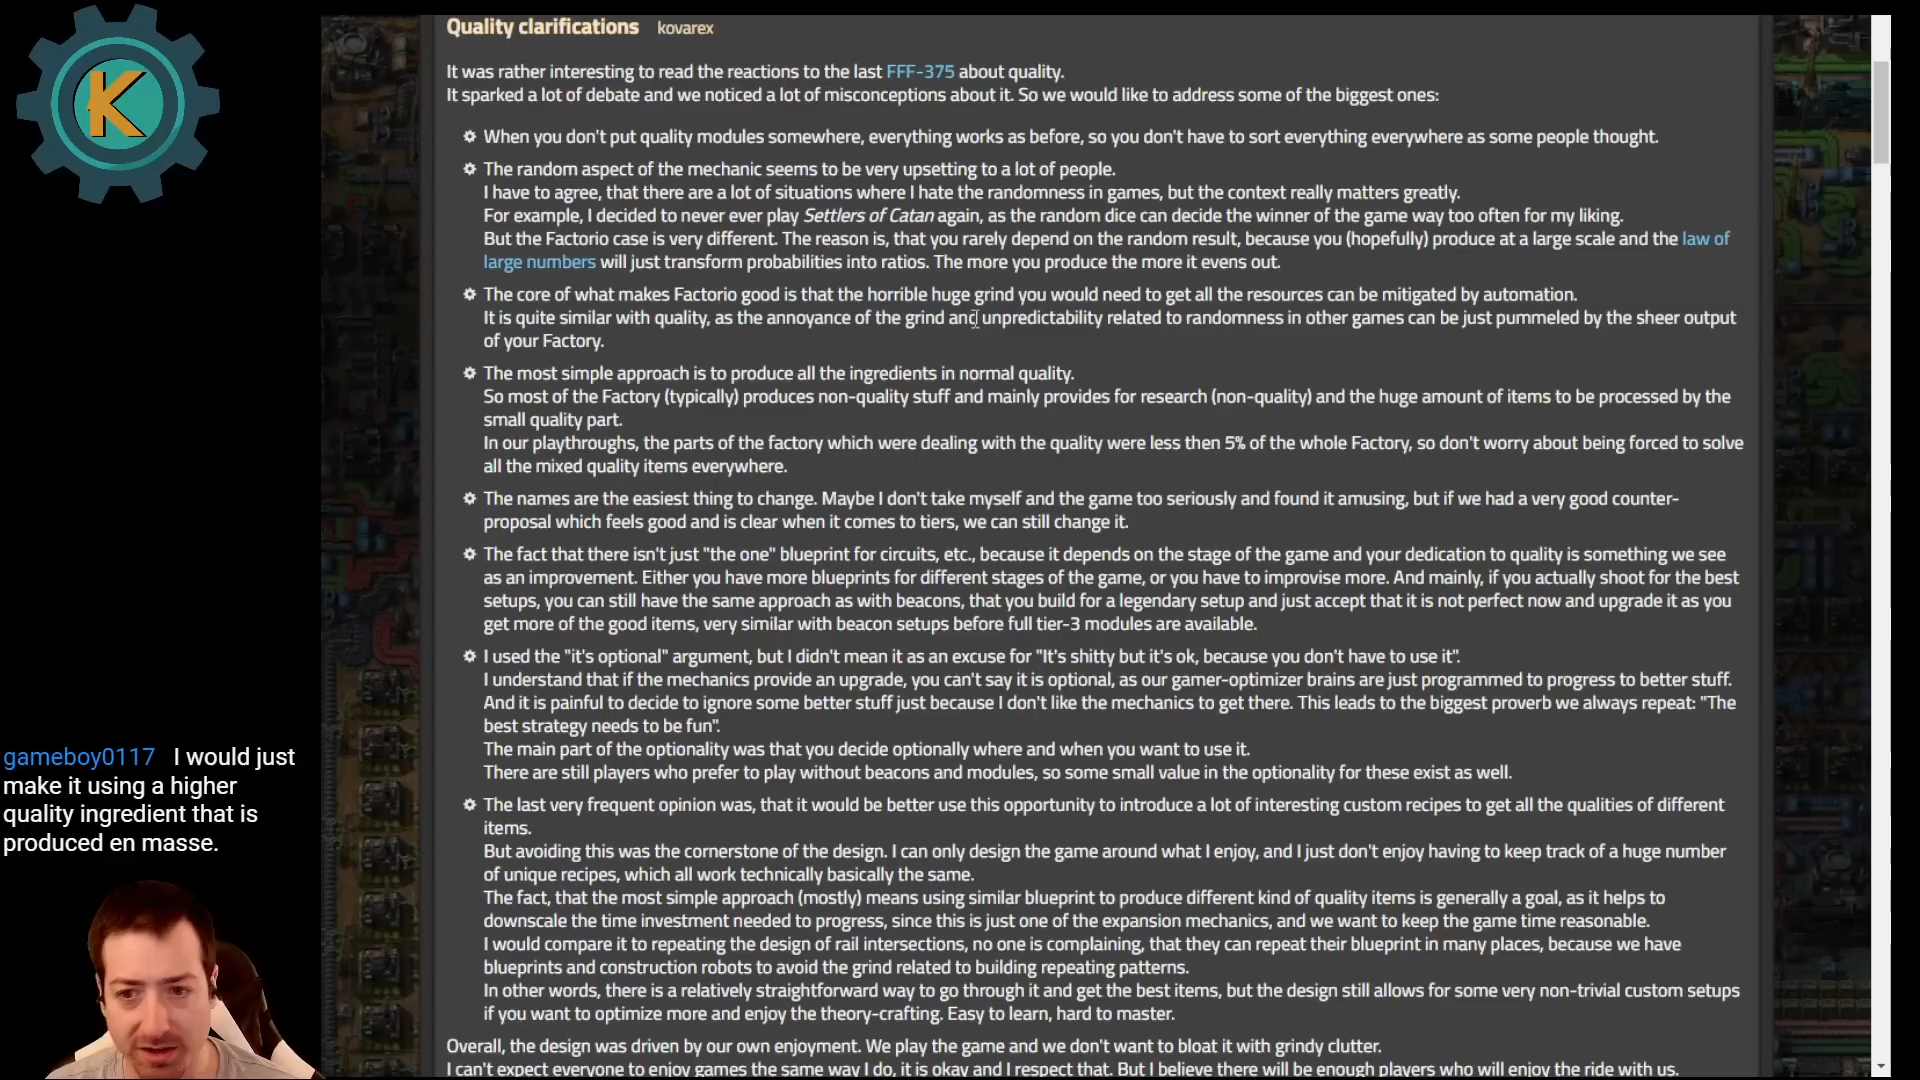 K
Quality clarifications kovarex
It was rather interesting to read the reactions to the last FFF-375 about quality.
It sparked a lot of debate and we noticed a lot of misconceptions about it. So we would like to address some of the biggest ones:
When you don't put quality modules somewhere, everything works as before, so you don't have to sort everything everywhere as some people thought.
The random aspect of the mechanic seems to be very upsetting to a lot of people.
I have to agree, that there are a lot of situations where I hate the randomness in games, but the context really matters greatly.
For example, I decided to never ever play Settlers of Catan again, as the random dice can decide the winner of the game way too often for my liking.
But the Factorio case is very different. The reason is, that you rarely depend on the random result, because you (hopefully) produce at a large scale and the law of
large numbers will just transform probabilities into ratios. The more you produce the more it evens out.
The core of what makes Factorio good is that the horrible huge grind you would need to get all the resources can be mitigated by automation.
It is quite similar with quality, as the annoyance of the grind and unpredictability related to randomness in other games can be just pummeled by the sheer output
of your Factory.
The most simple approach is to produce all the ingredients in normal quality.
So most of the Factory (typically) produces non-quality stuff and mainly provides for research (non-quality) and the huge amount of items to be processed by the
small quality part.
In our playthroughs, the parts of the factory which were dealing with the quality were less then 5% of the whole Factory, so don't worry about being forced to solve
all the mixed quality items everywhere.
The names are the easiest thing to change. Maybe I don't take myself and the game too seriously and found it amusing, but if we had a very good counter-
proposal which feels good and is clear when it comes to tiers, we can still change it.
The fact that there isn't just "the one" blueprint for circuits, etc., because it depends on the stage of the game and your dedication to quality is something we see
as an improvement. Either you have more blueprints for different stages of the game, or you have to improvise more. And mainly, if you actually shoot for the best
setups, you can still have the same approach as with beacons, that you build for a legendary setup and just accept that it is not perfect now and upgrade it as you
get more of the good items, very similar with beacon setups before full tier-3 modules are available.
I used the "it's optional" argument, but I didn't mean it as an excuse for "It's shitty but it's ok, because you don't have to use it".
I understand that if the mechanics provide an upgrade, you can't say it is optional, as our gamer-optimizer brains are just programmed to progress to better stuff.
And it is painful to decide to ignore some better stuff just because I don't like the mechanics to get there. This leads to the biggest proverb we always repeat: "The
best strategy needs to be fun".
The main part of the optionality was that you decide optionally where and when you want to use it.
There are still players who prefer to play without beacons and modules, so some small value in the optionality for these exist as well.
The last very frequent opinion was, that it would be better use this opportunity to introduce a lot of interesting custom recipes to get all the qualities of different
items.
But avoiding this was the cornerstone of the design. I can only design the game around what I enjoy, and I just don't enjoy having to keep track of a huge number
of unique recipes, which all work technically basically the same.
The fact, that the most simple approach (mostly) means using similar blueprint to produce different kind of quality items is generally a goal, as it helps to
downscale the time investment needed to progress, since this is just one of the expansion mechanics, and we want to keep the game time reasonable.
I would compare it to repeating the design of rail intersections, no one is complaining, that they can repeat their blueprint in many places, because we have
blueprints and construction robots to avoid the grind related to building repeating patterns.
In other words, there is a relatively straightforward way to go through it and get the best items, but the design still allows for some very non-trivial custom setups
if you want to optimize more and enjoy the theory-crafting. Easy to learn, hard to master.
Overall, the design was driven by our own enjoyment. We play the game and we don't want to bloat it with grindy clutter.
I can't expect everyone to enjoy games the same way I do, it is okay and I respect that. But I believe there will be enough players who will enjoy the ride with us.
gameboy0117 I would just
make it using a higher
quality ingredient that is
produced en masse.